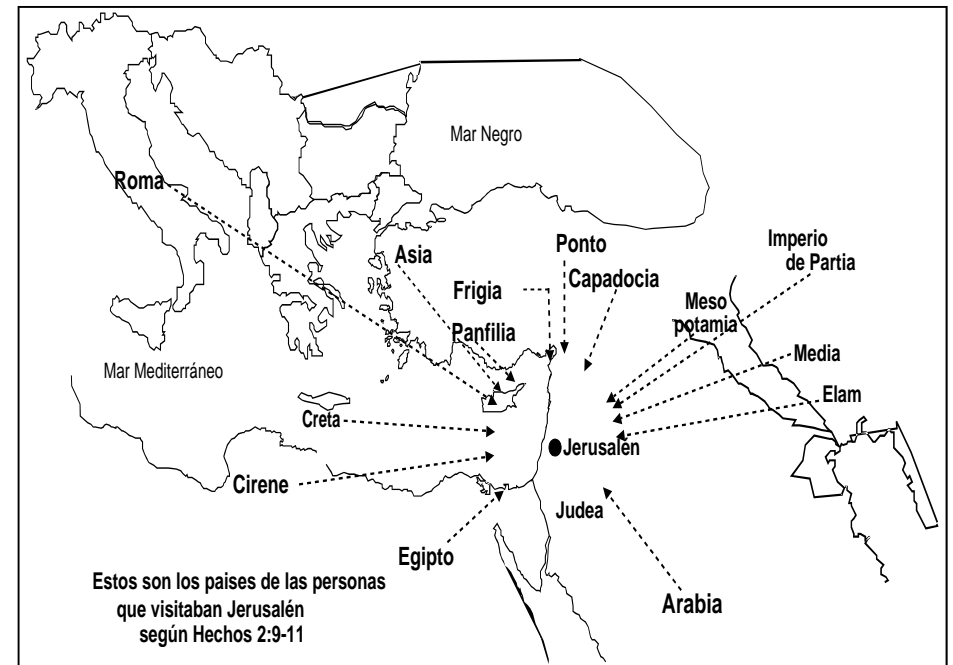 Mar Negro
Roma
Asia
Ponto
Imperio
de Partia
Capadocia
Frigia
Meso
potamia
Panfilia
Media
Mar Mediterráneo
Elam
Creta
Jerusalén
Cirene
Judea
Egipto
Arabia
Estos son los paises de las personas
que visitaban Jerusalén
según Hechos 2:9-11